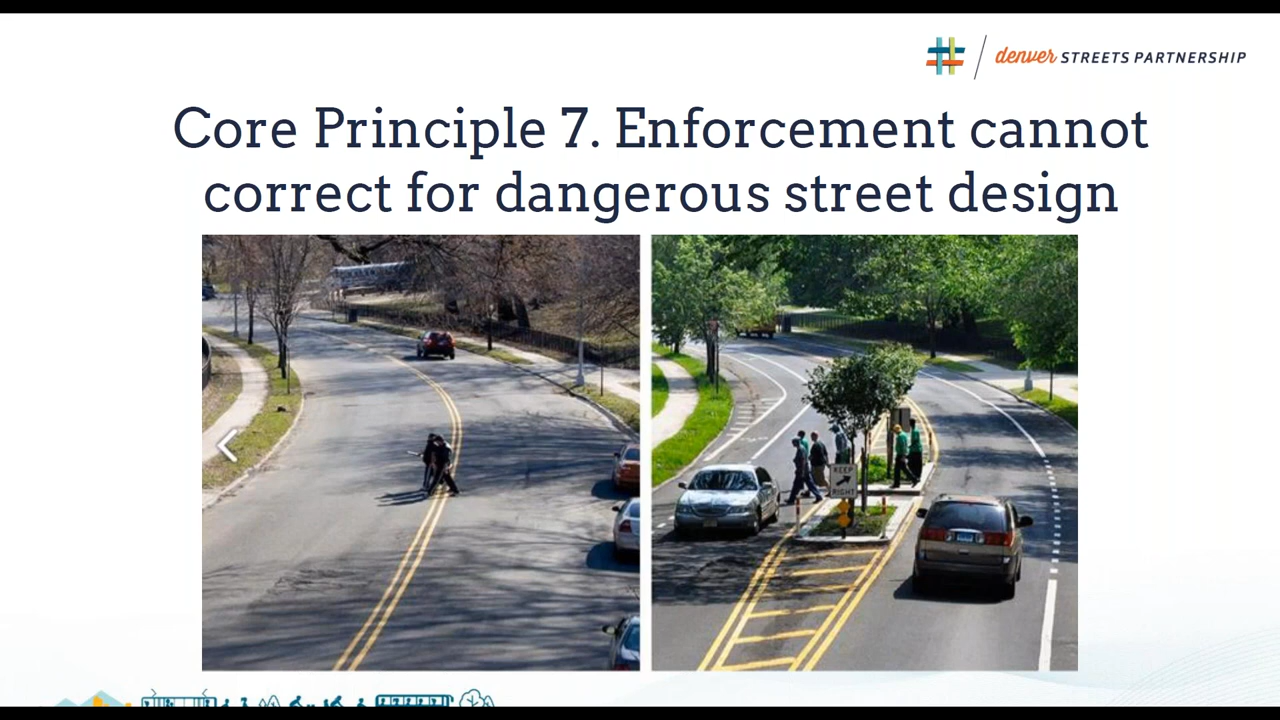 denver STREETS PARTNERSHIP
Core Principle 7. Enforcement cannot
correct for dangerous street design
KEEP
RIGHT